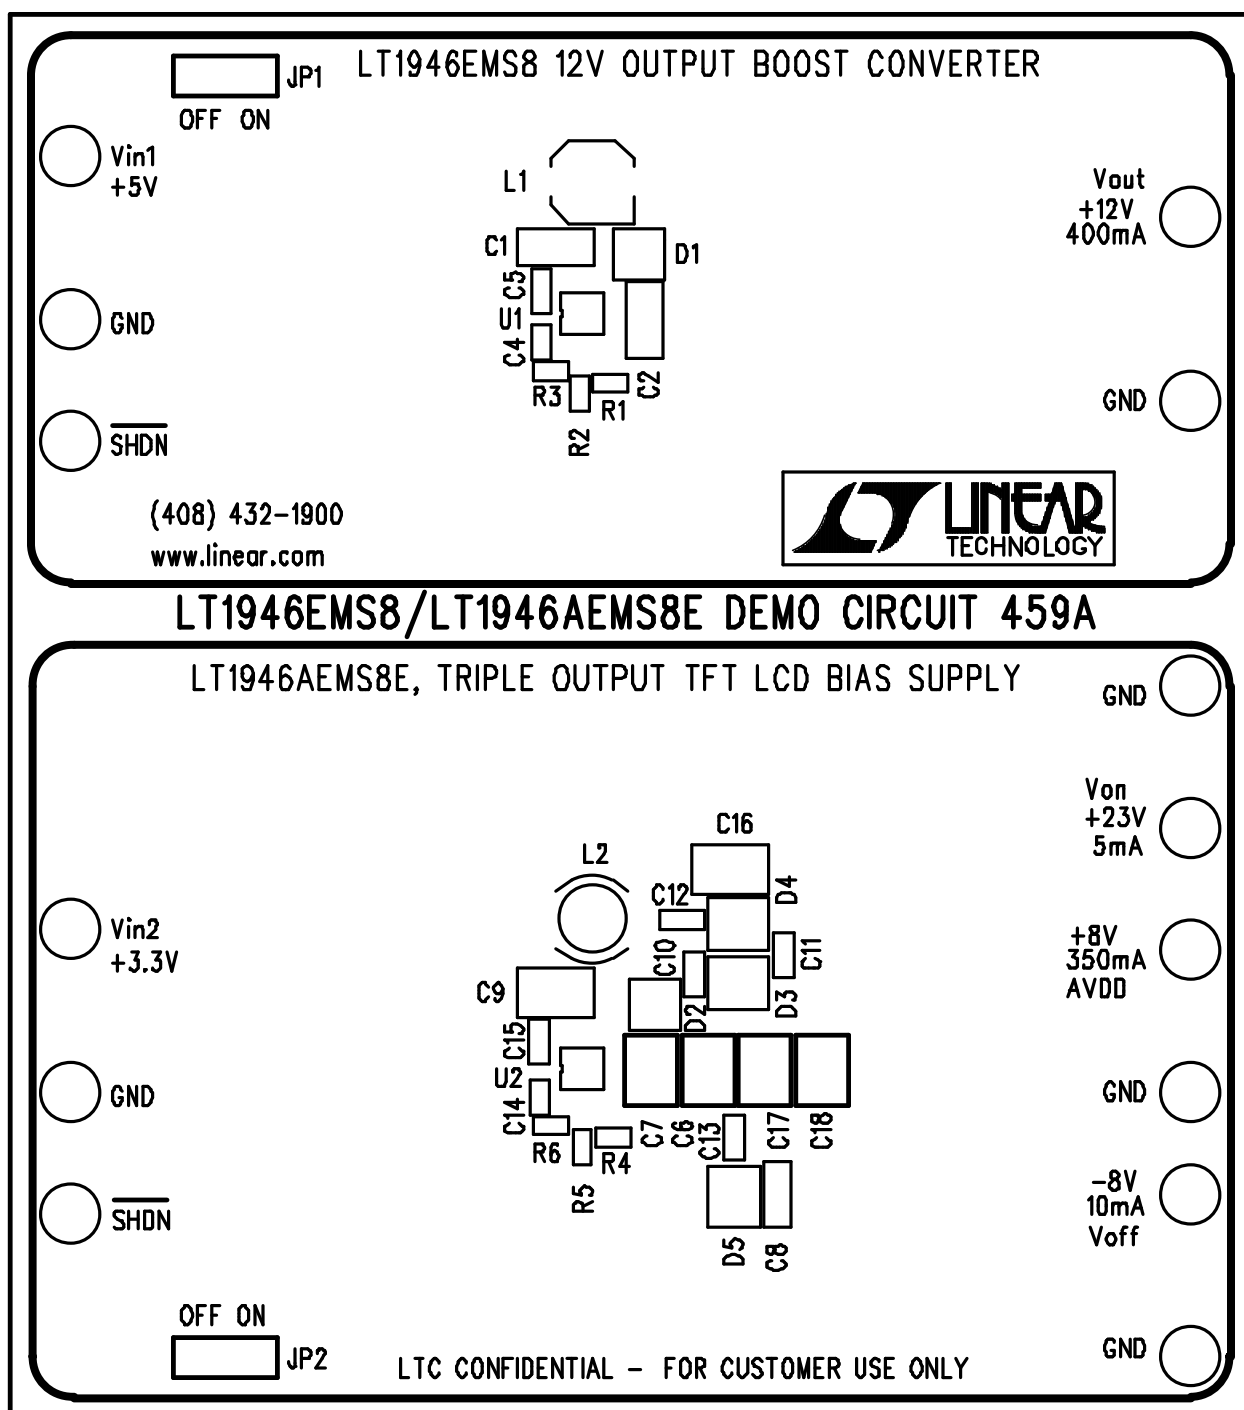 LT1946EMS8 12V OUTPUT BOOST CONVERTER
JP1
OFF ON
Vin1
+5V
L1
Vout
+12V
400mA
C1
D1
C5
U1
GND
C4
R3
R1
C2
R2
GND
SHDN
(408) 432-1900
www.linear.com
LINEAR
TECHNOLOGY
LT1946EMS8/LT1946AEMS8E DEMO CIRCUIT 459A
LT1946AEMS8E, TRIPLE OUTPUT TFT LCD BIAS SUPPLY
GND
Von
+23V
5mA
C16
L2
D4
C12
Vin2
+3.3V
C10
C11
+8V
350mA
AVDD
C9
D3
D2
C15
U2
GND
C14
R6
R4
R5
C7
C6
C13
C17
C18
GND
-8V
10mA
Voff
SHDN
D5
C8
OFF ON
JP2
GND
LTC CONFIDENTIAL - FOR CUSTOMER USE ONLY